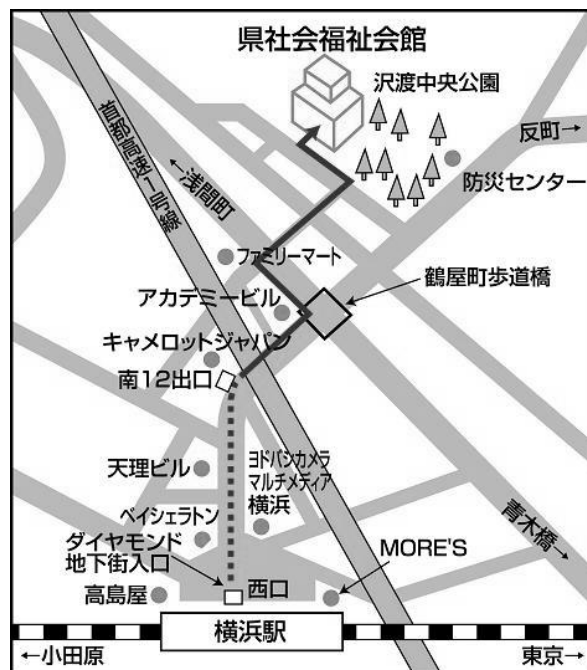 県社会福祉会館
沢渡中央公園
反町→
首都高速1号線
←浅間町
防災センター
ファミリーマート
鶴屋町歩道橋
アカデミービル
キャメロットジャパン
南12出口
ヨドバシカメラ
マルチメディア
横浜
天理ビル
ベイシェラトン
ダイヤモンド
地下街入口
青木橋→
MORE'S
高島屋
西口
横浜駅
←小田原
東京→